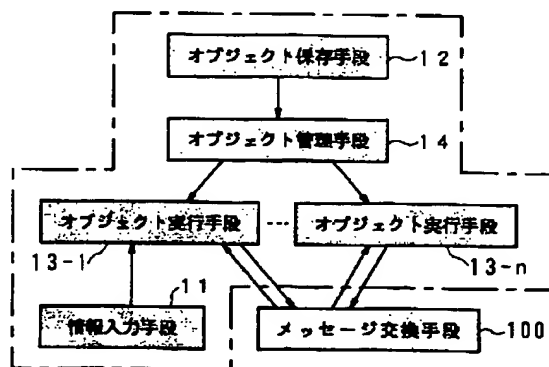 オブジェクト保存手段 12
オブジェクト管理手段 14
オブジェクト実行手段 --- オブジェクト実行手段
13-1 13-n
11
情報入力手段 メッセージ交換手段 100